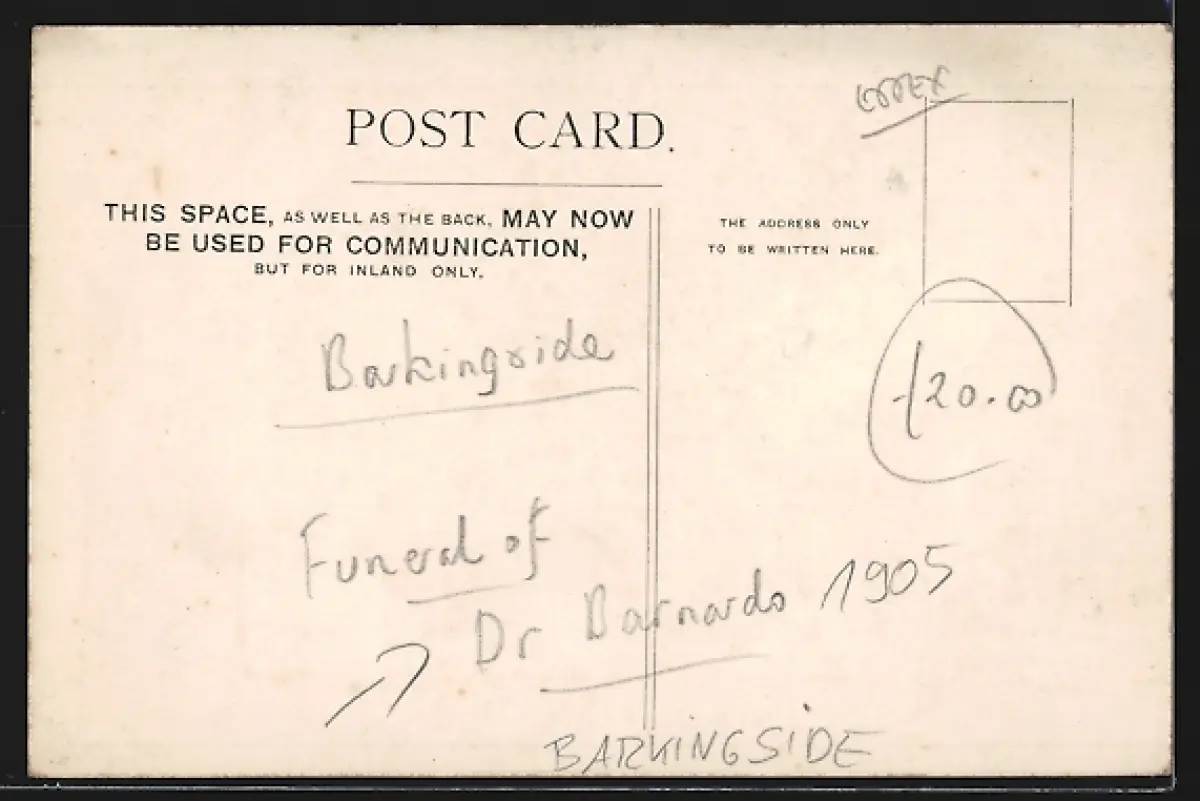 ESSEX
POST CARD.
THIS SPACE, AS WELL AS THE BACK, MAY NOW
BE USED FOR COMMUNICATION,
BUT FOR INLAND ONLY.
THE ADDRESS ONLY
TO BE WRITTEN HERE.
Barkingside
£20.00
Funeral of
Dr Barnardo 1905
BARKINGSIDE